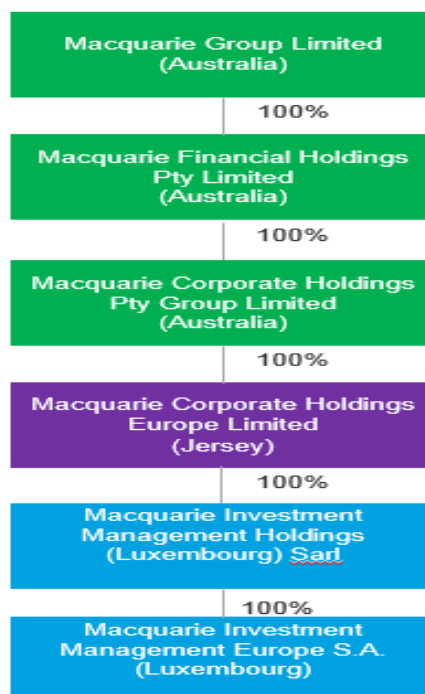 Macquarie Group Limited
(Australia)
100%
Macquarie Financial Holdings
Pty Limited
(Australia)
100%
Macquarie Corporate Holdings
Pty Group Limited
(Australia)
100%
Macquarie Corporate Holdings
Europe Limited
(Jersey)
100%
Macquarie Investment
Management Holdings
(Luxembourg) Sarl
100%
Macquarie Investment
Management Europe S.A.
(Luxembourg)